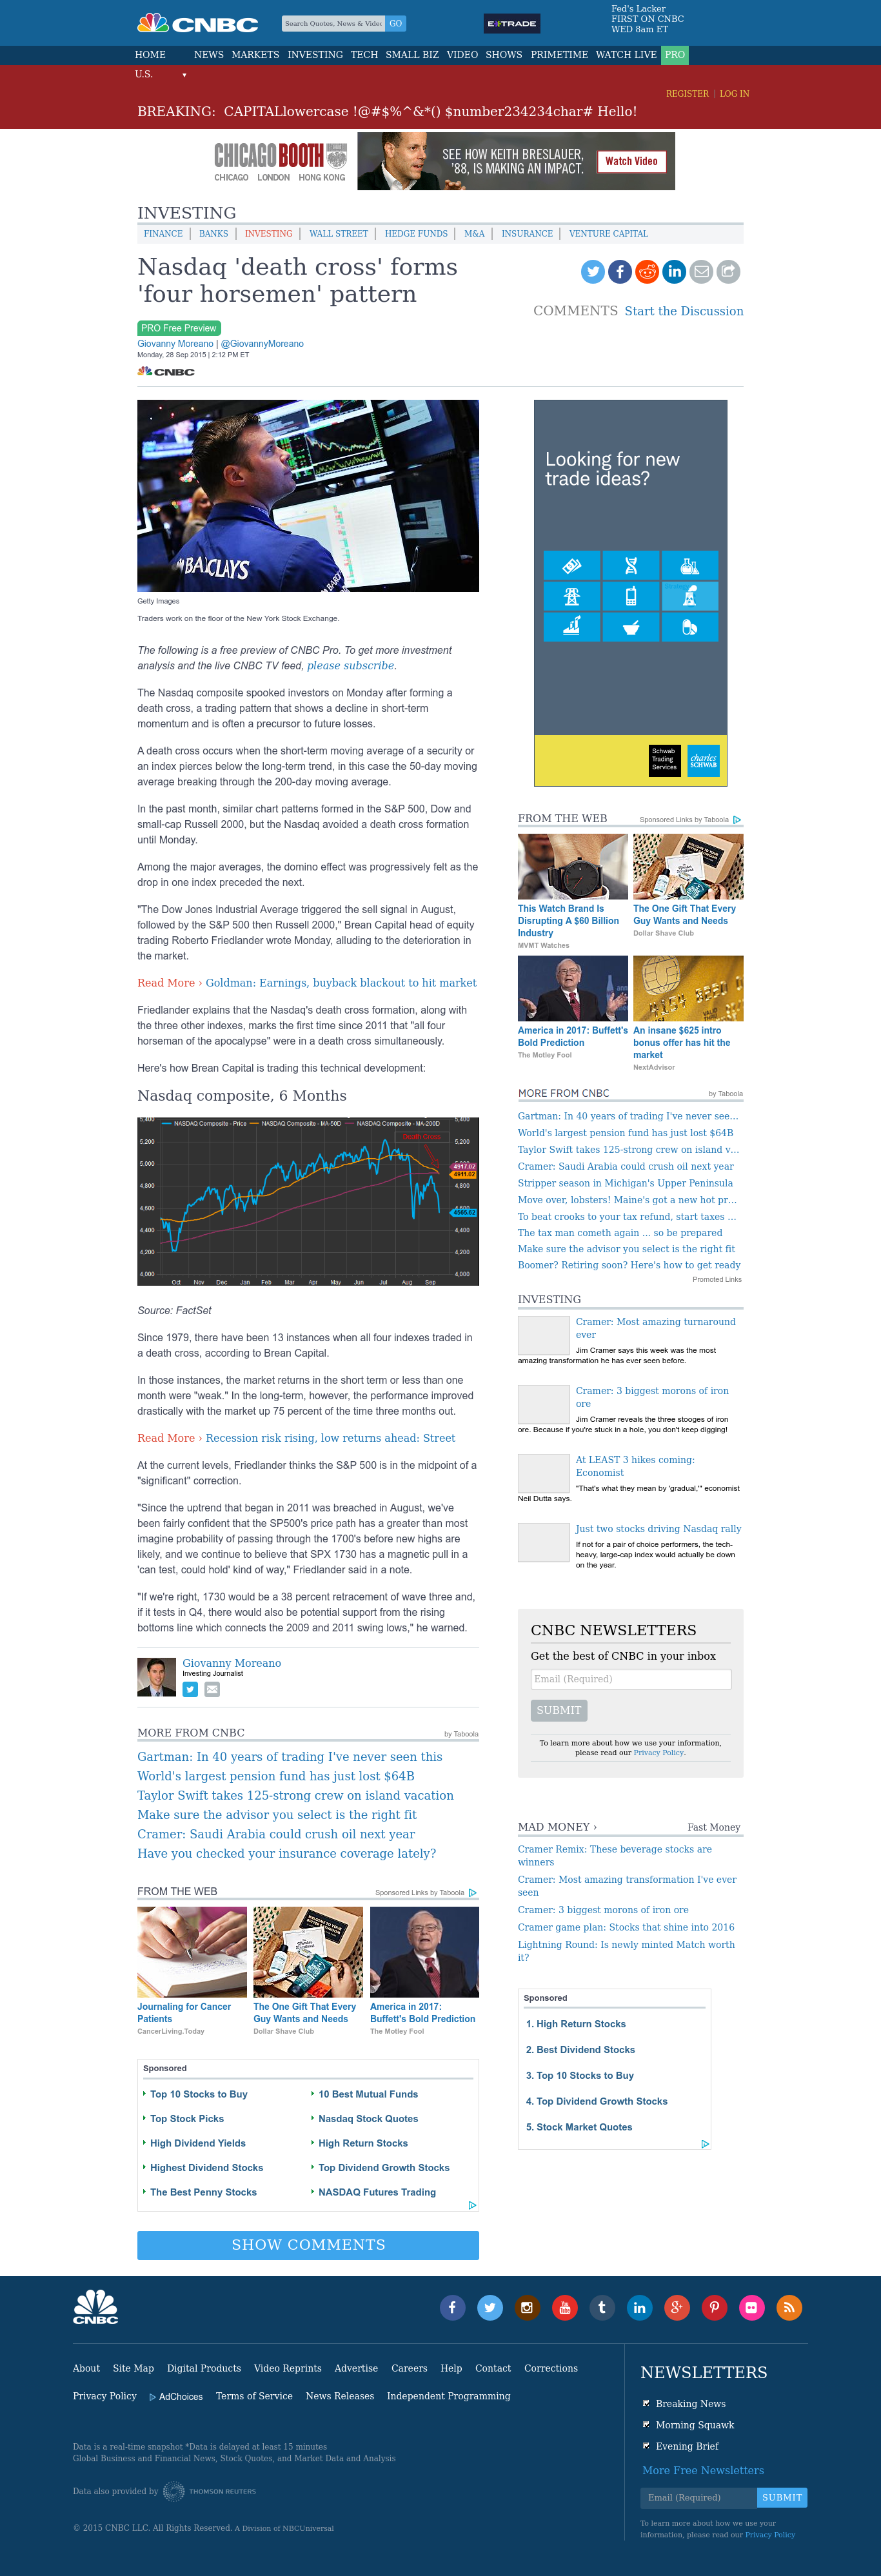 CNBC
Search Quotes, News & Video
GO
E*TRADE
Fed's Lacker
FIRST ON CNBC
WED 8am ET
HOME NEWS MARKETS INVESTING TECH SMALL BIZ VIDEO SHOWS PRIMETIME WATCH LIVE PRO
U.S.
REGISTER | LOG IN
BREAKING: CAPITALlowercase !@#$%^&*() $number234234char# Hello!
CHICAGO BOOTH
CHICAGO LONDON HONG KONG
SEE HOW KEITH BRESLAUER,
'88, IS MAKING AN IMPACT.
Watch Video
INVESTING
FINANCE | BANKS | INVESTING | WALL STREET | HEDGE FUNDS | M&A | INSURANCE | VENTURE CAPITAL
Nasdaq 'death cross' forms
'four horsemen' pattern
COMMENTS Start the Discussion
PRO Free Preview
Giovanny Moreano | @GiovannyMoreano
Monday, 28 Sep 2015 | 2:12 PM ET
CNBC
BARCLAYS
Getty Images
Traders work on the floor of the New York Stock Exchange.
The following is a free preview of CNBC Pro. To get more investment
analysis and the live CNBC TV feed, please subscribe.
The Nasdaq composite spooked investors on Monday after forming a
death cross, a trading pattern that shows a decline in short-term
momentum and is often a precursor to future losses.
A death cross occurs when the short-term moving average of a security or
an index pierces below the long-term trend, in this case the 50-day moving
average breaking through the 200-day moving average.
In the past month, similar chart patterns formed in the S&P 500, Dow and
small-cap Russell 2000, but the Nasdaq avoided a death cross formation
until Monday.
Among the major averages, the domino effect was progressively felt as the
drop in one index preceded the next.
"The Dow Jones Industrial Average triggered the sell signal in August,
followed by the S&P 500 then Russell 2000," Brean Capital head of equity
trading Roberto Friedlander wrote Monday, alluding to the deterioration in
the market.
Read More › Goldman: Earnings, buyback blackout to hit market
Friedlander explains that the Nasdaq's death cross formation, along with
the three other indexes, marks the first time since 2011 that "all four
horseman of the apocalypse" were in a death cross simultaneously.
Here's how Brean Capital is trading this technical development:
Nasdaq composite, 6 Months
NASDAQ Composite - Price NASDAQ Composite - MA-50D NASDAQ Composite - MA-200D
5,400 5,400
Death Cross
5,200 5,200
5,000 5,000
4917.02
4911.02
4,800 4,800
4,600
4,400 4,400
4,200 4,200
4,000 4,000
Oct Nov Dec Jan Feb Mar Apr May Jun Jul Aug Sep
Source: FactSet
Since 1979, there have been 13 instances when all four indexes traded in
a death cross, according to Brean Capital.
In those instances, the market returns in the short term or less than one
month were "weak." In the long-term, however, the performance improved
drastically with the market up 75 percent of the time three months out.
Read More › Recession risk rising, low returns ahead: Street
At the current levels, Friedlander thinks the S&P 500 is in the midpoint of a
"significant" correction.
"Since the uptrend that began in 2011 was breached in August, we've
been fairly confident that the SP500's price path has a greater than most
imagine probability of passing through the 1700's before new highs are
likely, and we continue to believe that SPX 1730 has a magnetic pull in a
'can test, could hold' kind of way," Friedlander said in a note.
"If we're right, 1730 would be a 38 percent retracement of wave three and,
if it tests in Q4, there would also be potential support from the rising
bottoms line which connects the 2009 and 2011 swing lows," he warned.
Giovanny Moreano
Investing Journalist
MORE FROM CNBC
by Taboola
Gartman: In 40 years of trading I've never seen this
World's largest pension fund has just lost $64B
Taylor Swift takes 125-strong crew on island vacation
Make sure the advisor you select is the right fit
Cramer: Saudi Arabia could crush oil next year
Have you checked your insurance coverage lately?
FROM THE WEB
Sponsored Links by Taboola
Journaling for Cancer
Patients
CancerLiving.Today
The One Gift That Every
Guy Wants and Needs
Dollar Shave Club
America in 2017:
Buffett's Bold Prediction
The Motley Fool
Sponsored
Top 10 Stocks to Buy
10 Best Mutual Funds
Top Stock Picks
Nasdaq Stock Quotes
High Dividend Yields
High Return Stocks
Highest Dividend Stocks
Top Dividend Growth Stocks
The Best Penny Stocks
NASDAQ Futures Trading
SHOW COMMENTS
Looking for new
trade ideas?
Schwab
Trading
Services
charles
SCHWAB
FROM THE WEB
Sponsored Links by Taboola
This Watch Brand Is
Disrupting A $60 Billion
Industry
MVMT Watches
The One Gift That Every
Guy Wants and Needs
Dollar Shave Club
America in 2017: Buffett's
Bold Prediction
The Motley Fool
An insane $625 intro
bonus offer has hit the
market
NextAdvisor
MORE FROM CNBC
by Taboola
Gartman: In 40 years of trading I've never see...
World's largest pension fund has just lost $64B
Taylor Swift takes 125-strong crew on island v...
Cramer: Saudi Arabia could crush oil next year
Stripper season in Michigan's Upper Peninsula
Move over, lobsters! Maine's got a new hot pr...
To beat crooks to your tax refund, start taxes ...
The tax man cometh again ... so be prepared
Make sure the advisor you select is the right fit
Boomer? Retiring soon? Here's how to get ready
Promoted Links
INVESTING
Cramer: Most amazing turnaround
ever
Jim Cramer says this week was the most
amazing transformation he has ever seen before.
Cramer: 3 biggest morons of iron
ore
Jim Cramer reveals the three stooges of iron
ore. Because if you're stuck in a hole, you don't keep digging!
At LEAST 3 hikes coming:
Economist
"That's what they mean by 'gradual,'" economist
Neil Dutta says.
Just two stocks driving Nasdaq rally
If not for a pair of choice performers, the tech-
heavy, large-cap index would actually be down
on the year.
CNBC NEWSLETTERS
Get the best of CNBC in your inbox
Email (Required)
SUBMIT
To learn more about how we use your information,
please read our Privacy Policy.
MAD MONEY ›
Fast Money
Cramer Remix: These beverage stocks are
winners
Cramer: Most amazing transformation I've ever
seen
Cramer: 3 biggest morons of iron ore
Cramer game plan: Stocks that shine into 2016
Lightning Round: Is newly minted Match worth
it?
Sponsored
1. High Return Stocks
2. Best Dividend Stocks
3. Top 10 Stocks to Buy
4. Top Dividend Growth Stocks
5. Stock Market Quotes
CNBC
About Site Map Digital Products Video Reprints Advertise Careers Help Contact Corrections
Privacy Policy AdChoices Terms of Service News Releases Independent Programming
Data is a real-time snapshot *Data is delayed at least 15 minutes
Global Business and Financial News, Stock Quotes, and Market Data and Analysis
Data also provided by THOMSON REUTERS
© 2015 CNBC LLC. All Rights Reserved. A Division of NBCUniversal
NEWSLETTERS
Breaking News
Morning Squawk
Evening Brief
More Free Newsletters
Email (Required)
SUBMIT
To learn more about how we use your
information, please read our Privacy Policy